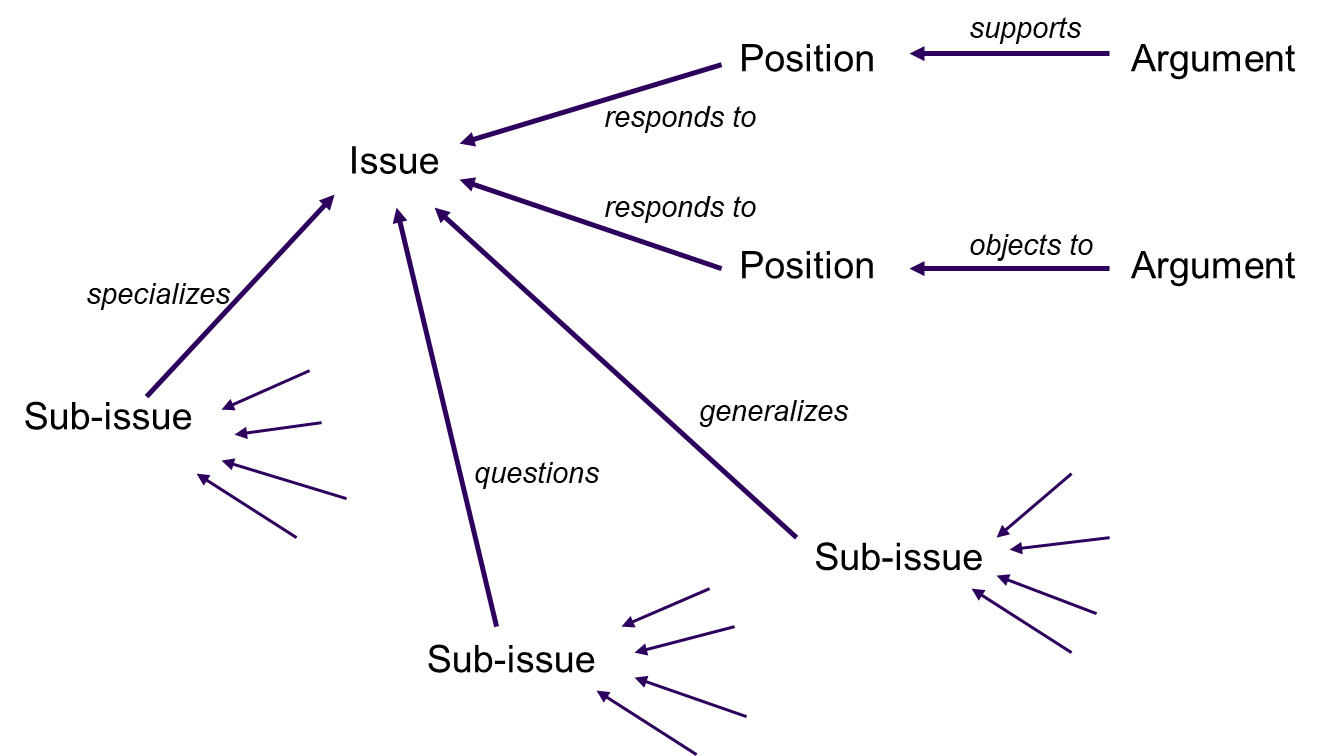 supports
Position
Argument
responds to
Issue
responds to
objects to
Position
Argument
specializes
Sub-issue
generalizes
questions
Sub-issue
Sub-issue